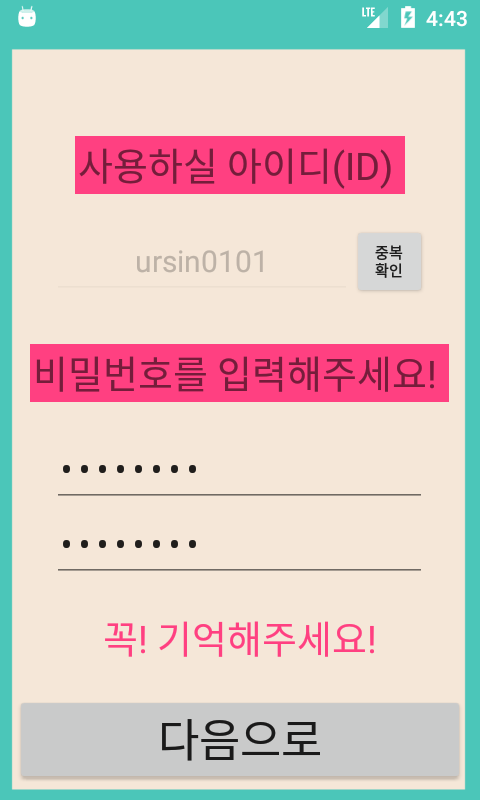 LTE 4:43
사용하실 아이디(ID)
ursin0101
중복
확인
비밀번호를 입력해주세요!
••••••••
••••••••
꼭! 기억해주세요!
다음으로